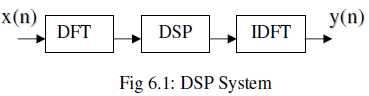 x(n) DFT DSP IDFT y(n)
Fig 6.1: DSP System